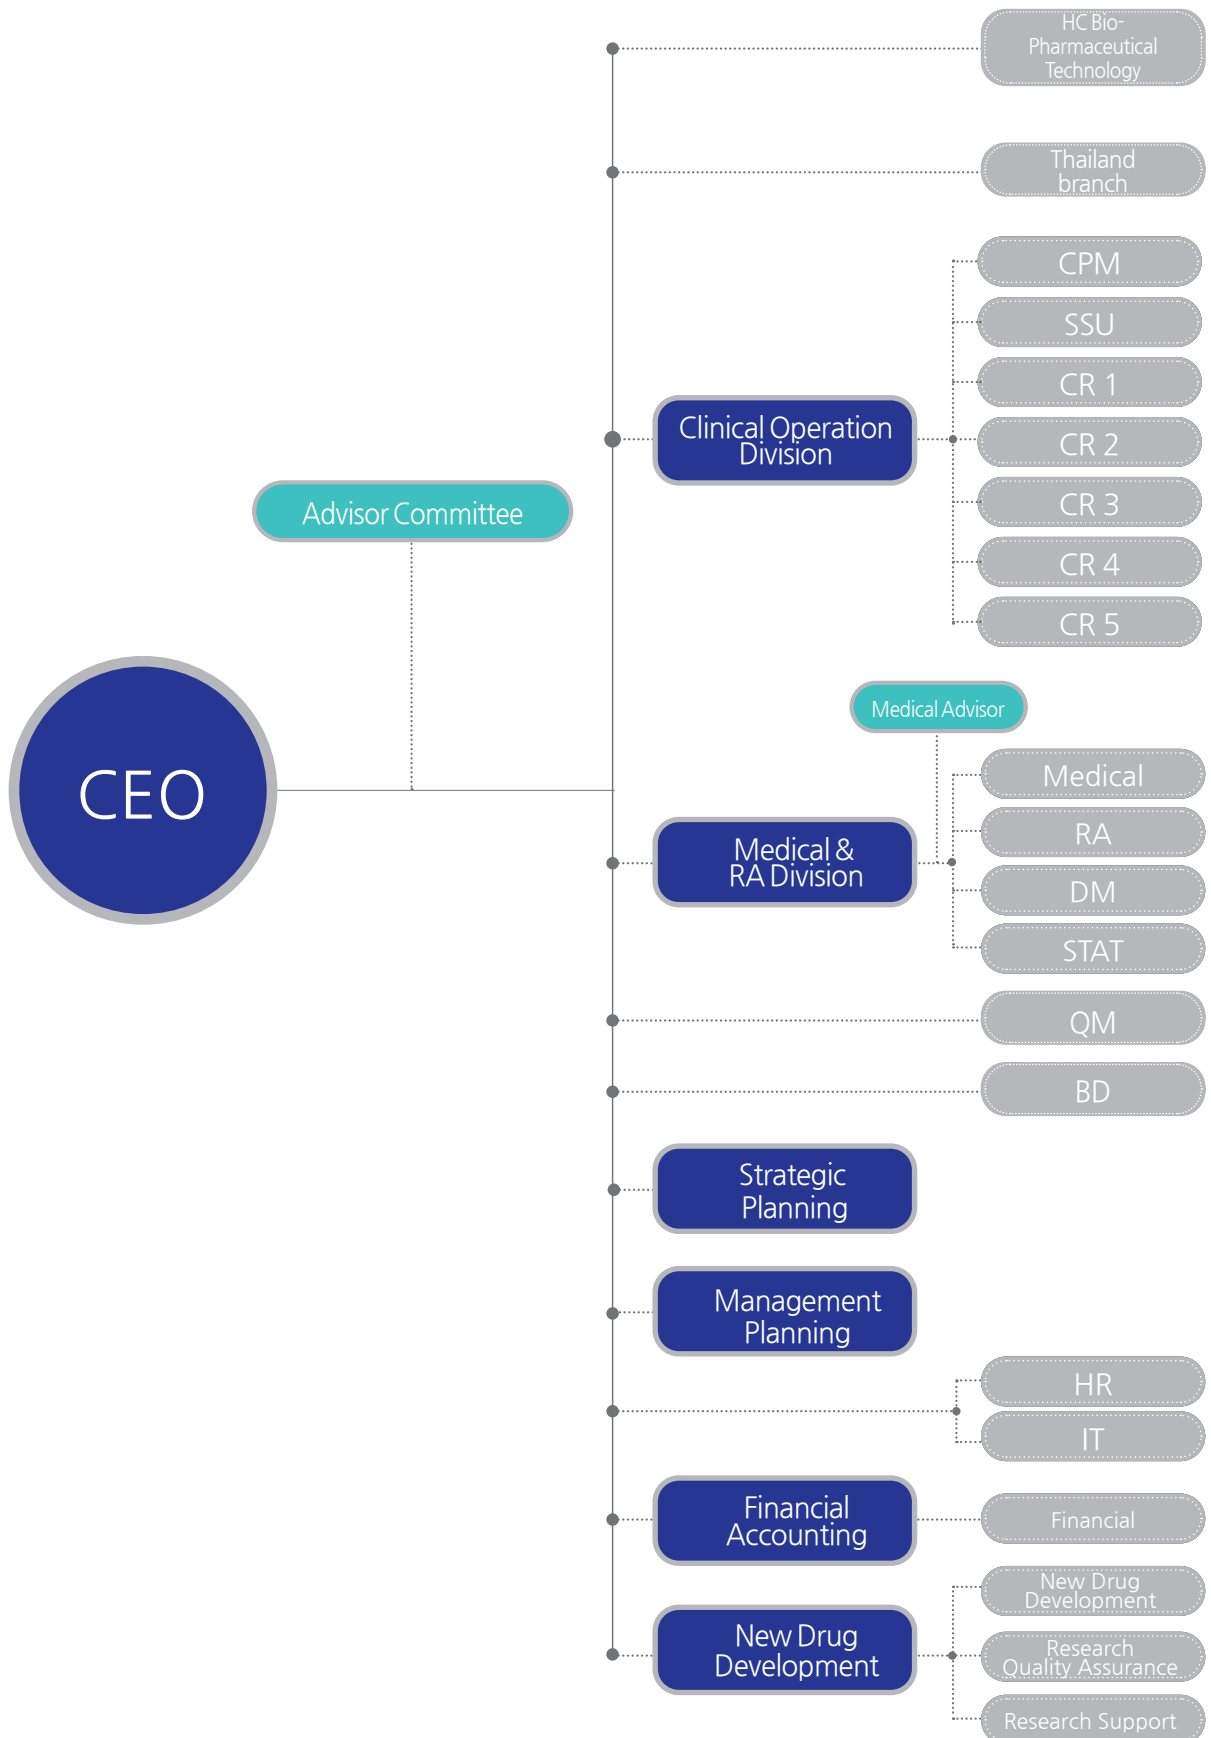 HC Bio-
Pharmaceutical
Technology
Thailand
branch
CPM
SSU
CR 1
Clinical Operation
Division
CR 2
CR 3
Advisor Committee
CR 4
CR 5
Medical Advisor
CEO
Medical
RA
Medical &
RA Division
DM
STAT
QM
BD
Strategic
Planning
Management
Planning
HR
IT
Financial
Accounting
Financial
New Drug
Development
New Drug
Development
Research
Quality Assurance
Research Support